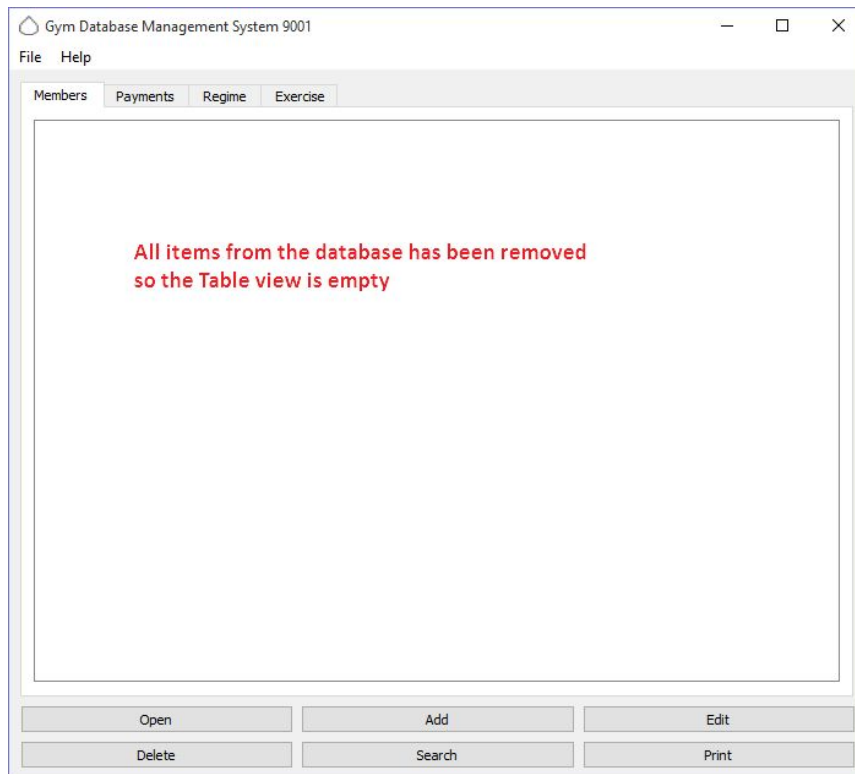 Gym Database Management System 9001
File Help
Members Payments Regime Exercise
All items from the database has been removed
so the Table view is empty
Open Add Edit
Delete Search Print